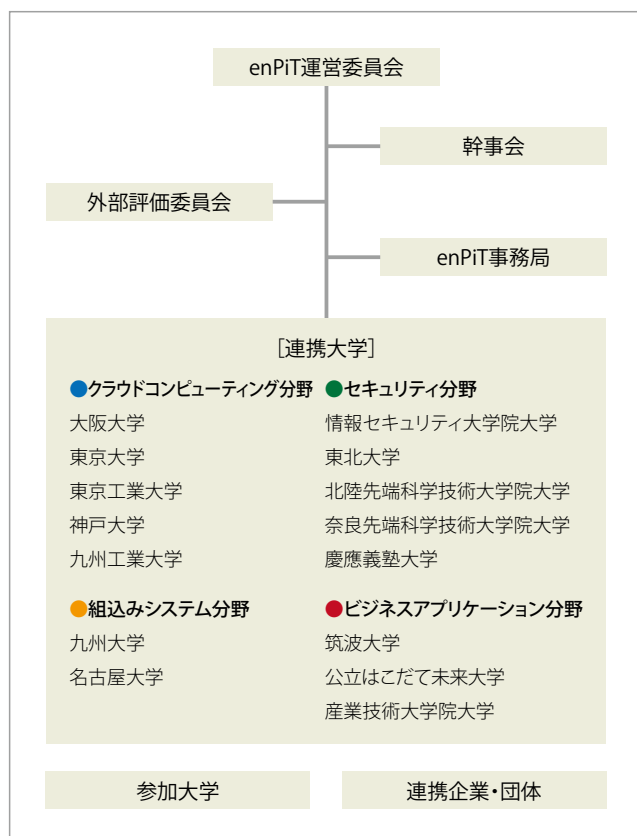 enPiT運営委員会
幹事会
外部評価委員会
enPiT事務局
[連携大学]
●クラウドコンピューティング分野
大阪大学
東京大学
東京工業大学
神戸大学
九州工業大学
●セキュリティ分野
情報セキュリティ大学院大学
東北大学
北陸先端科学技術大学院大学
奈良先端科学技術大学院大学
慶應義塾大学
●組込みシステム分野
九州大学
名古屋大学
●ビジネスアプリケーション分野
筑波大学
公立はこだて未来大学
産業技術大学院大学
参加大学
連携企業・団体